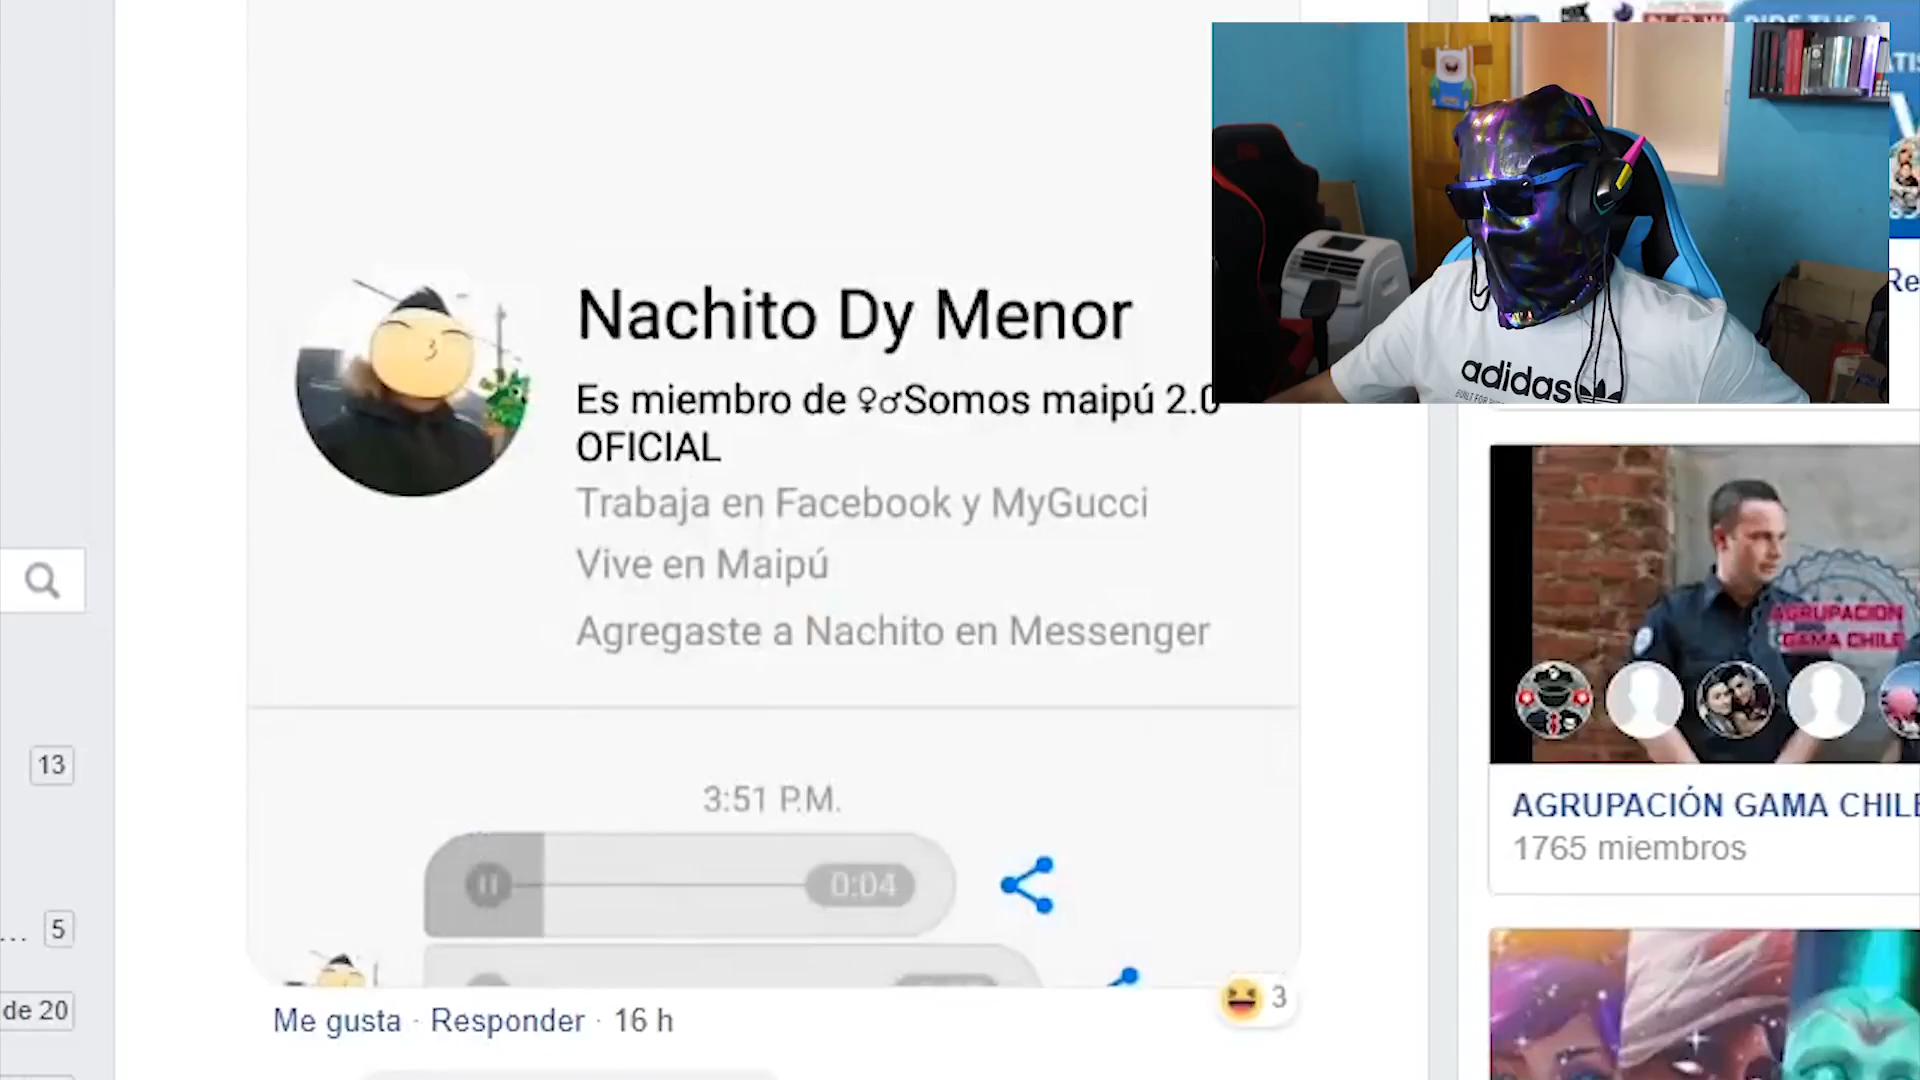 Nachito Dy Menor
Es miembro de ♀♂Somos maipú 2.0
OFICIAL
Trabaja en Facebook y MyGucci
Vive en Maipú
Agregaste a Nachito en Messenger
3:51 P.M.
0:04
Me gusta · Responder · 16 h
3
13
... 5
de 20
adidas
Re
AGRUPACION
GAMA CHILE
AGRUPACIÓN GAMA CHILE
1765 miembros